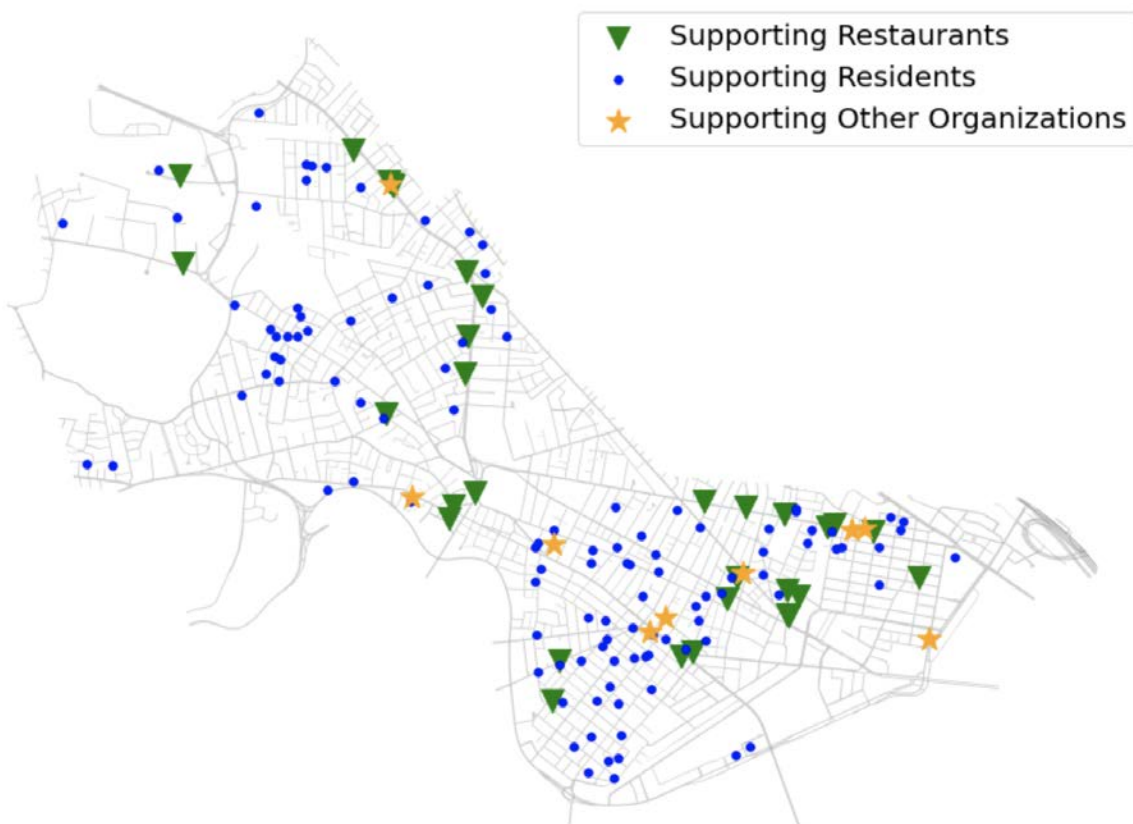 Supporting Restaurants
Supporting Residents
Supporting Other Organizations